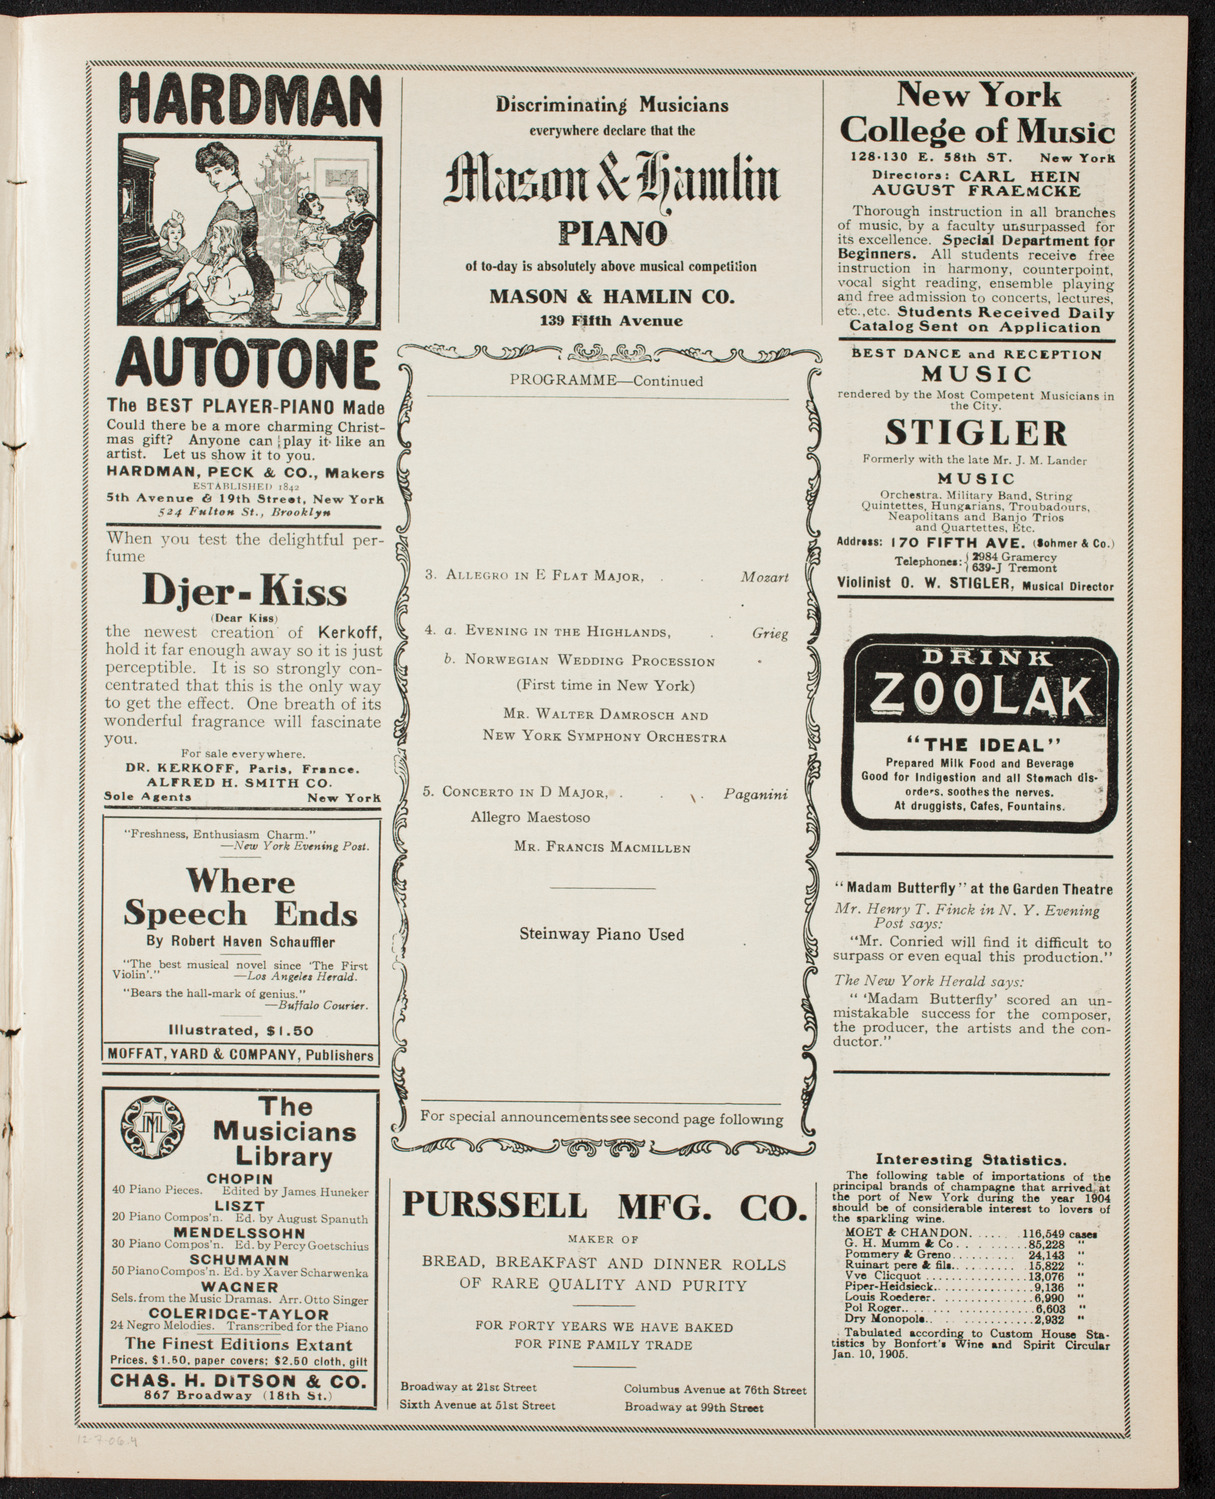 HARDMAN
AUTOTONE
The BEST PLAYER-PIANO Made
Could there be a more charming Christ-
mas gift? Anyone can play it like an
artist. Let us show it to you.
HARDMAN, PECK & CO., Makers
ESTABLISHED 1842
5th Avenue & 19th Street, New York
524 Fulton St., Brooklyn
When you test the delightful per-
fume
Djer-Kiss
(Dear Kiss)
the newest creation of Kerkoff,
hold it far enough away so it is just
perceptible. It is so strongly con-
centrated that this is the only way
to get the effect. One breath of its
wonderful fragrance will fascinate
you.
For sale everywhere.
DR. KERKOFF, Paris, France.
ALFRED H. SMITH CO.
Sole Agents New York
"Freshness, Enthusiasm Charm."
—New York Evening Post.
Where
Speech Ends
By Robert Haven Schauffler
"The best musical novel since 'The First
Violin'." —Los Angeles Herald.
"Bears the hall-mark of genius."
—Buffalo Courier.
Illustrated, $1.50
MOFFAT, YARD & COMPANY, Publishers
The
Musicians
Library
CHOPIN
40 Piano Pieces. Edited by James Huneker
LISZT
20 Piano Compos'n. Ed. by August Spanuth
MENDELSSOHN
30 Piano Compos'n. Ed. by Percy Goetschius
SCHUMANN
50 Piano Compos'n. Ed. by Xaver Scharwenka
WAGNER
Sels. from the Music Dramas. Arr. Otto Singer
COLERIDGE-TAYLOR
24 Negro Melodies. Transcribed for the Piano
The Finest Editions Extant
Prices, $1.50, paper covers; $2.50 cloth, gilt
CHAS. H. DITSON & CO.
867 Broadway (18th St.)
Discriminating Musicians
everywhere declare that the
Mason & Hamlin
PIANO
of to-day is absolutely above musical competition
MASON & HAMLIN CO.
139 Fifth Avenue
PROGRAMME—Continued
3. ALLEGRO IN E FLAT MAJOR, . . Mozart
4. a. EVENING IN THE HIGHLANDS, . Grieg
b. NORWEGIAN WEDDING PROCESSION
(First time in New York)
MR. WALTER DAMROSCH AND
NEW YORK SYMPHONY ORCHESTRA
5. CONCERTO IN D MAJOR, . . . Paganini
Allegro Maestoso
MR. FRANCIS MACMILLEN
Steinway Piano Used
For special announcements see second page following
PURSSELL MFG. CO.
MAKER OF
BREAD, BREAKFAST AND DINNER ROLLS
OF RARE QUALITY AND PURITY
FOR FORTY YEARS WE HAVE BAKED
FOR FINE FAMILY TRADE
Broadway at 21st Street Columbus Avenue at 76th Street
Sixth Avenue at 51st Street Broadway at 99th Street
New York
College of Music
128-130 E. 58th ST. New York
Directors: CARL HEIN
AUGUST FRAEMCKE
Thorough instruction in all branches
of music, by a faculty unsurpassed for
its excellence. Special Department for
Beginners. All students receive free
instruction in harmony, counterpoint,
vocal sight reading, ensemble playing
and free admission to concerts, lectures,
etc., etc. Students Received Daily
Catalog Sent on Application
BEST DANCE and RECEPTION
MUSIC
rendered by the Most Competent Musicians in
the City.
STIGLER
Formerly with the late Mr. J. M. Lander
MUSIC
Orchestra, Military Band, String
Quintettes, Hungarians, Troubadours,
Neapolitans and Banjo Trios
and Quartettes, Etc.
Address: 170 FIFTH AVE. (Sohmer & Co.)
Telephones: { 2984 Gramercy
639-J Tremont
Violinist O. W. STIGLER, Musical Director
DRINK
ZOOLAK
"THE IDEAL"
Prepared Milk Food and Beverage
Good for Indigestion and all Stomach dis-
orders, soothes the nerves.
At druggists, Cafes, Fountains.
"Madam Butterfly" at the Garden Theatre
Mr. Henry T. Finck in N. Y. Evening
Post says:
"Mr. Conried will find it difficult to
surpass or even equal this production."
The New York Herald says:
" 'Madam Butterfly' scored an un-
mistakable success for the composer,
the producer, the artists and the con-
ductor."
Interesting Statistics.
The following table of importations of the
principal brands of champagne that arrived at
the port of New York during the year 1904
should be of considerable interest to lovers of
the sparkling wine.
MOET & CHANDON. . . . . . 116,549 cases
G. H. Mumm & Co. . . . . . . . . 85,228 "
Pommery & Greno. . . . . . . . . . 24,143 "
Ruinart pere & fils. . . . . . . . . . 15,822 "
Vve Clicquot . . . . . . . . . . . . . 13,076 "
Piper-Heidsieck. . . . . . . . . . . . . 9,136 "
Louis Roederer. . . . . . . . . . . . . 6,990 "
Pol Roger. . . . . . . . . . . . . . . 6,603 "
Dry Monopole. . . . . . . . . . . . . 2,932 "
Tabulated according to Custom House Sta-
tistics by Bonfort's Wine and Spirit Circular
Jan. 10, 1905.
12-7-06.9